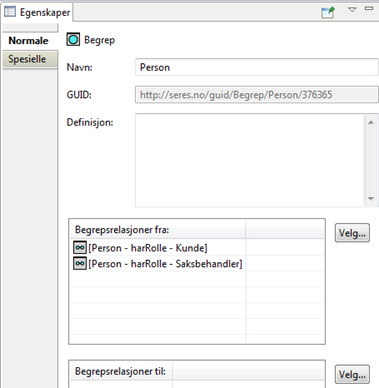 Egenskaper
Normale
Spesielle
Begrep
Navn:
Person
GUID:
http://seres.no/guid/Begrep/Person/376365
Definisjon:
Begrepsrelasjoner fra:
Velg...
[Person - harRolle - Kunde]
[Person - harRolle - Saksbehandler]
Begrepsrelasjoner til:
Velg...